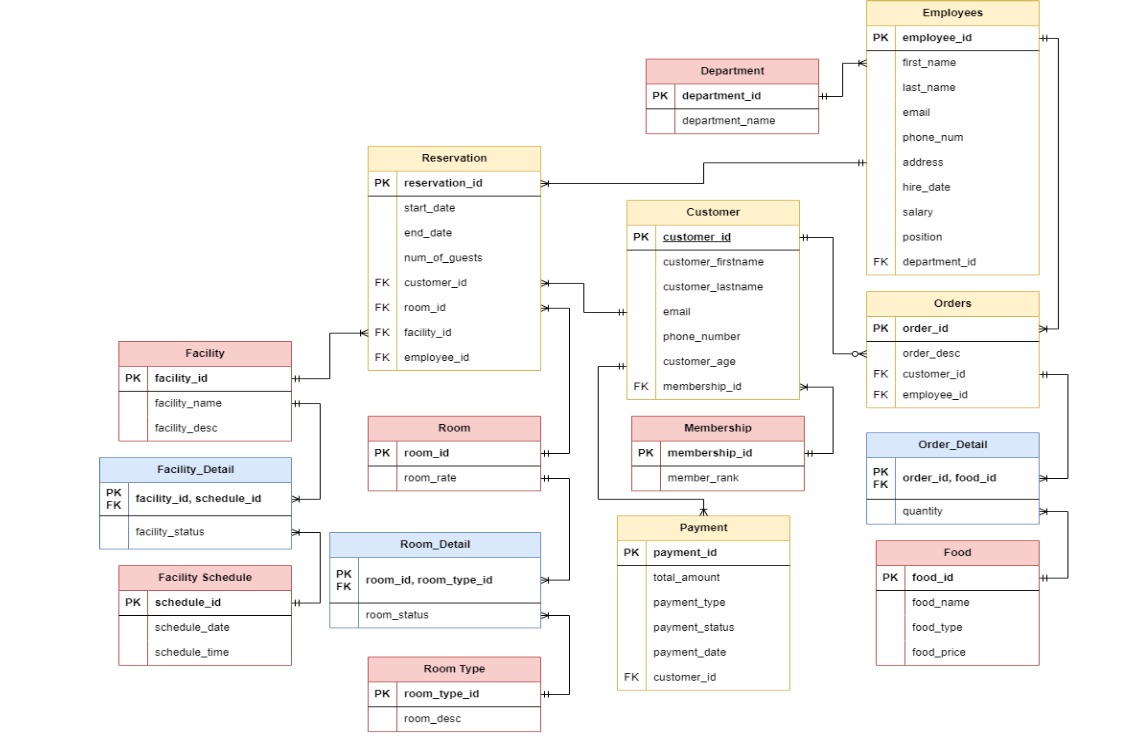 Employees
PK employee_id
first_name
last_name
email
phone_num
address
hire_date
salary
position
FK department_id
Department
PK department_id
department_name
Reservation
PK reservation_id
start_date
end_date
num_of_guests
FK customer_id
FK room_id
FK facility_id
FK employee_id
Customer
PK customer_id
customer_firstname
customer_lastname
email
phone_number
customer_age
FK membership_id
Orders
PK order_id
order_desc
FK customer_id
FK employee_id
Facility
PK facility_id
facility_name
facility_desc
Room
PK room_id
room_rate
Membership
PK membership_id
member_rank
Order_Detail
PK
FK order_id, food_id
quantity
Facility_Detail
PK
FK facility_id, schedule_id
facility_status
Room_Detail
PK
FK room_id, room_type_id
room_status
Payment
PK payment_id
total_amount
payment_type
payment_status
payment_date
FK customer_id
Food
PK food_id
food_name
food_type
food_price
Facility Schedule
PK schedule_id
schedule_date
schedule_time
Room Type
PK room_type_id
room_desc